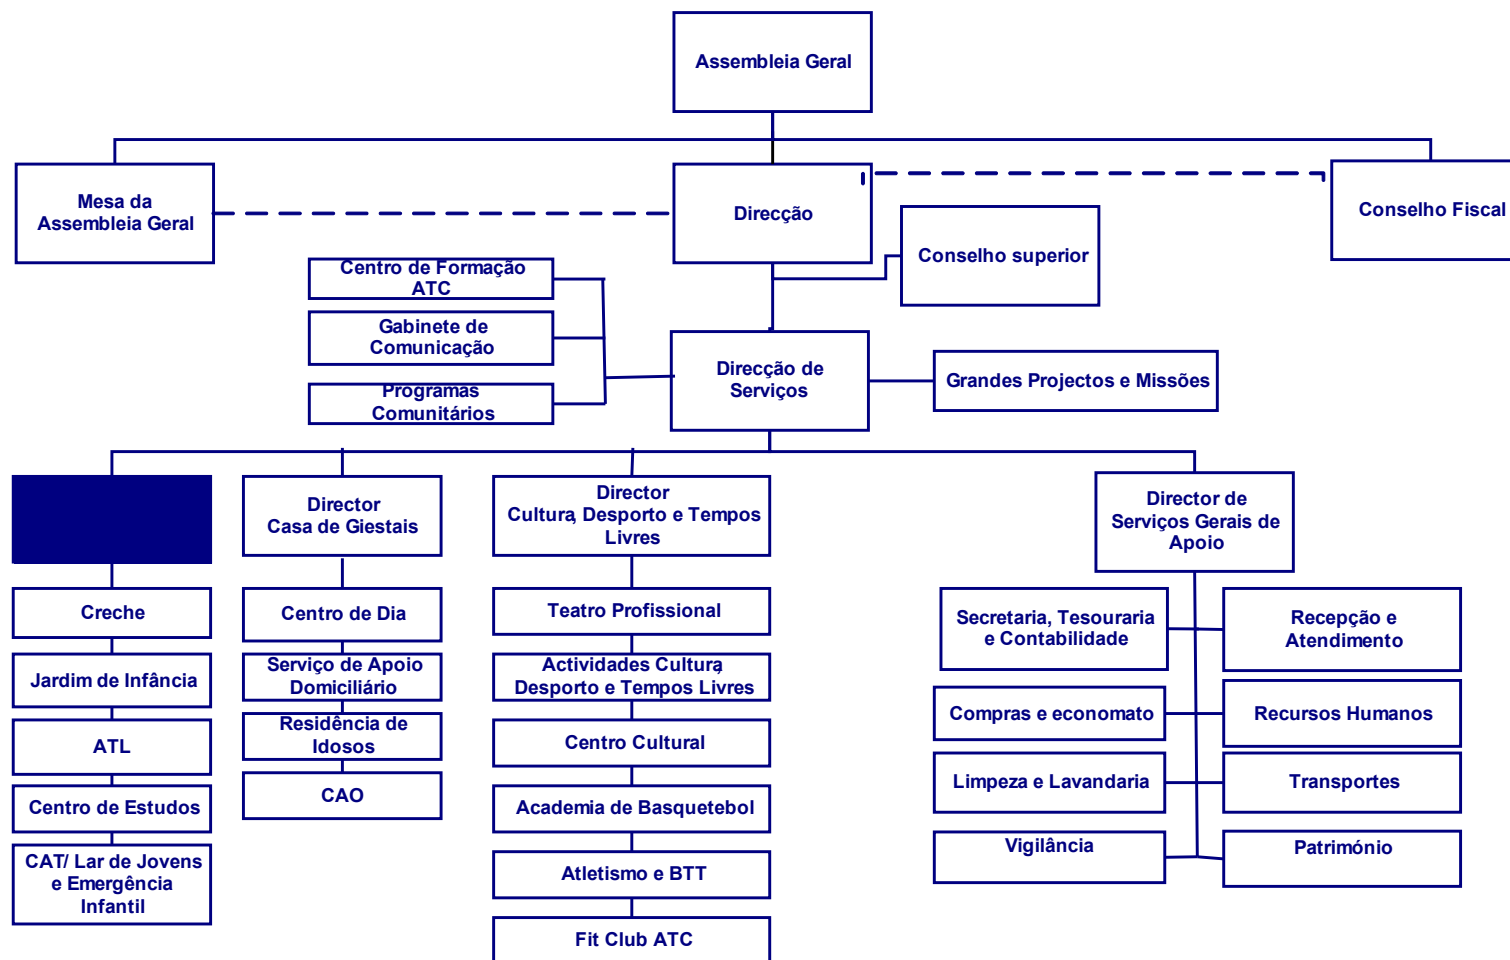 Assembleia Geral
Mesa da
Assembleia Geral
Direcção
Conselho Fiscal
Conselho superior
Centro de Formação
ATC
Gabinete de
Comunicação
Programas
Comunitários
Direcção de
Serviços
Grandes Projectos e Missões
Director
Casa de Giestais
Director
Cultura, Desporto e Tempos
Livres
Director de
Serviços Gerais de
Apoio
Creche
Jardim de Infância
ATL
Centro de Estudos
CAT/ Lar de Jovens
e Emergência
Infantil
Centro de Dia
Serviço de Apoio
Domiciliário
Residência de
Idosos
CAO
Teatro Profissional
Actividades Cultura,
Desporto e Tempos Livres
Centro Cultural
Academia de Basquetebol
Atletismo e BTT
Fit Club ATC
Secretaria, Tesouraria
e Contabilidade
Recepção e
Atendimento
Compras e economato
Recursos Humanos
Limpeza e Lavandaria
Transportes
Vigilância
Património